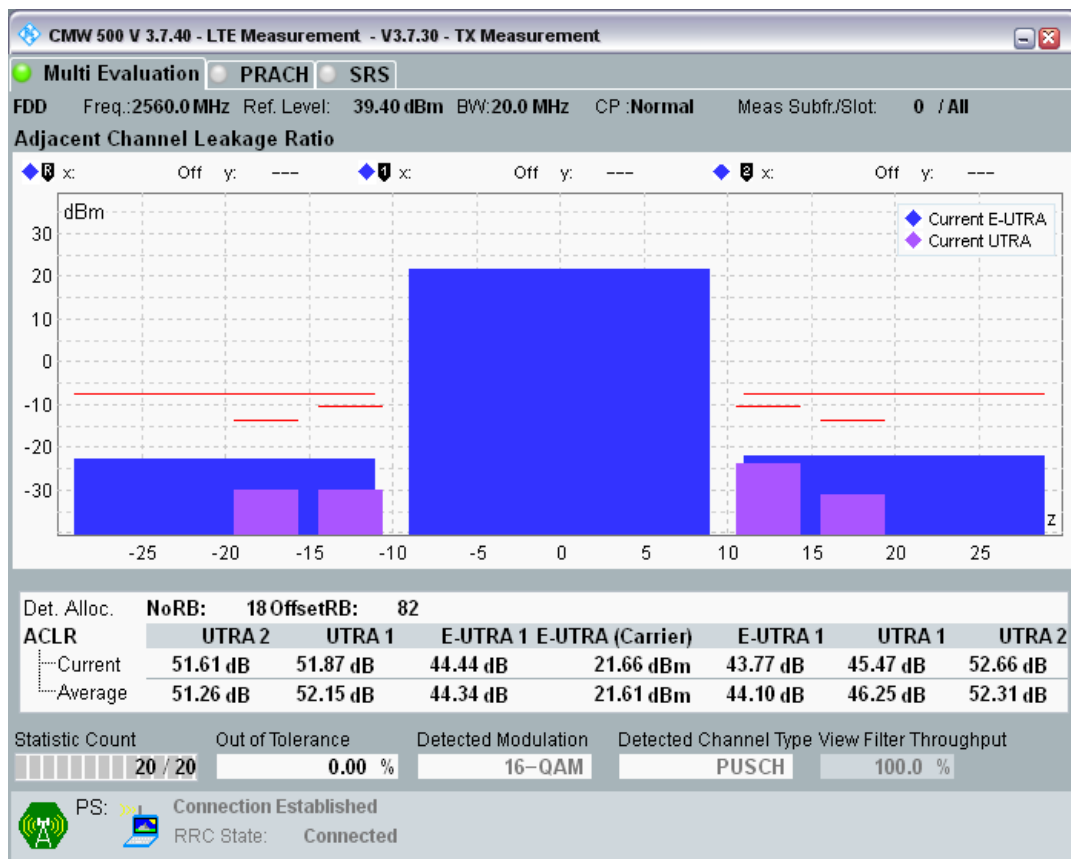 CMW 500 V 3.7.40 - LTE Measurement - V3.7.30 - TX Measurement
Multi Evaluation PRACH SRS
FDD Freq.:2560.0 MHz Ref. Level: 39.40 dBm BW:20.0 MHz CP :Normal Meas Subfr./Slot: 0 / All
Adjacent Channel Leakage Ratio
R x: Off y: --- 1 x: Off y: --- 2 x: Off y: ---
dBm
Current E-UTRA
Current UTRA
30
20
10
0
-10
-20
-30
z
-25 -20 -15 -10 -5 0 5 10 15 20 25
Det. Alloc. NoRB: 18 OffsetRB: 82
ACLR UTRA 2 UTRA 1 E-UTRA 1 E-UTRA (Carrier) E-UTRA 1 UTRA 1 UTRA 2
Current 51.61 dB 51.87 dB 44.44 dB 21.66 dBm 43.77 dB 45.47 dB 52.66 dB
Average 51.26 dB 52.15 dB 44.34 dB 21.61 dBm 44.10 dB 46.25 dB 52.31 dB
Statistic Count Out of Tolerance Detected Modulation Detected Channel Type View Filter Throughput
20 / 20 0.00 % 16-QAM PUSCH 100.0 %
PS: Connection Established
RRC State: Connected